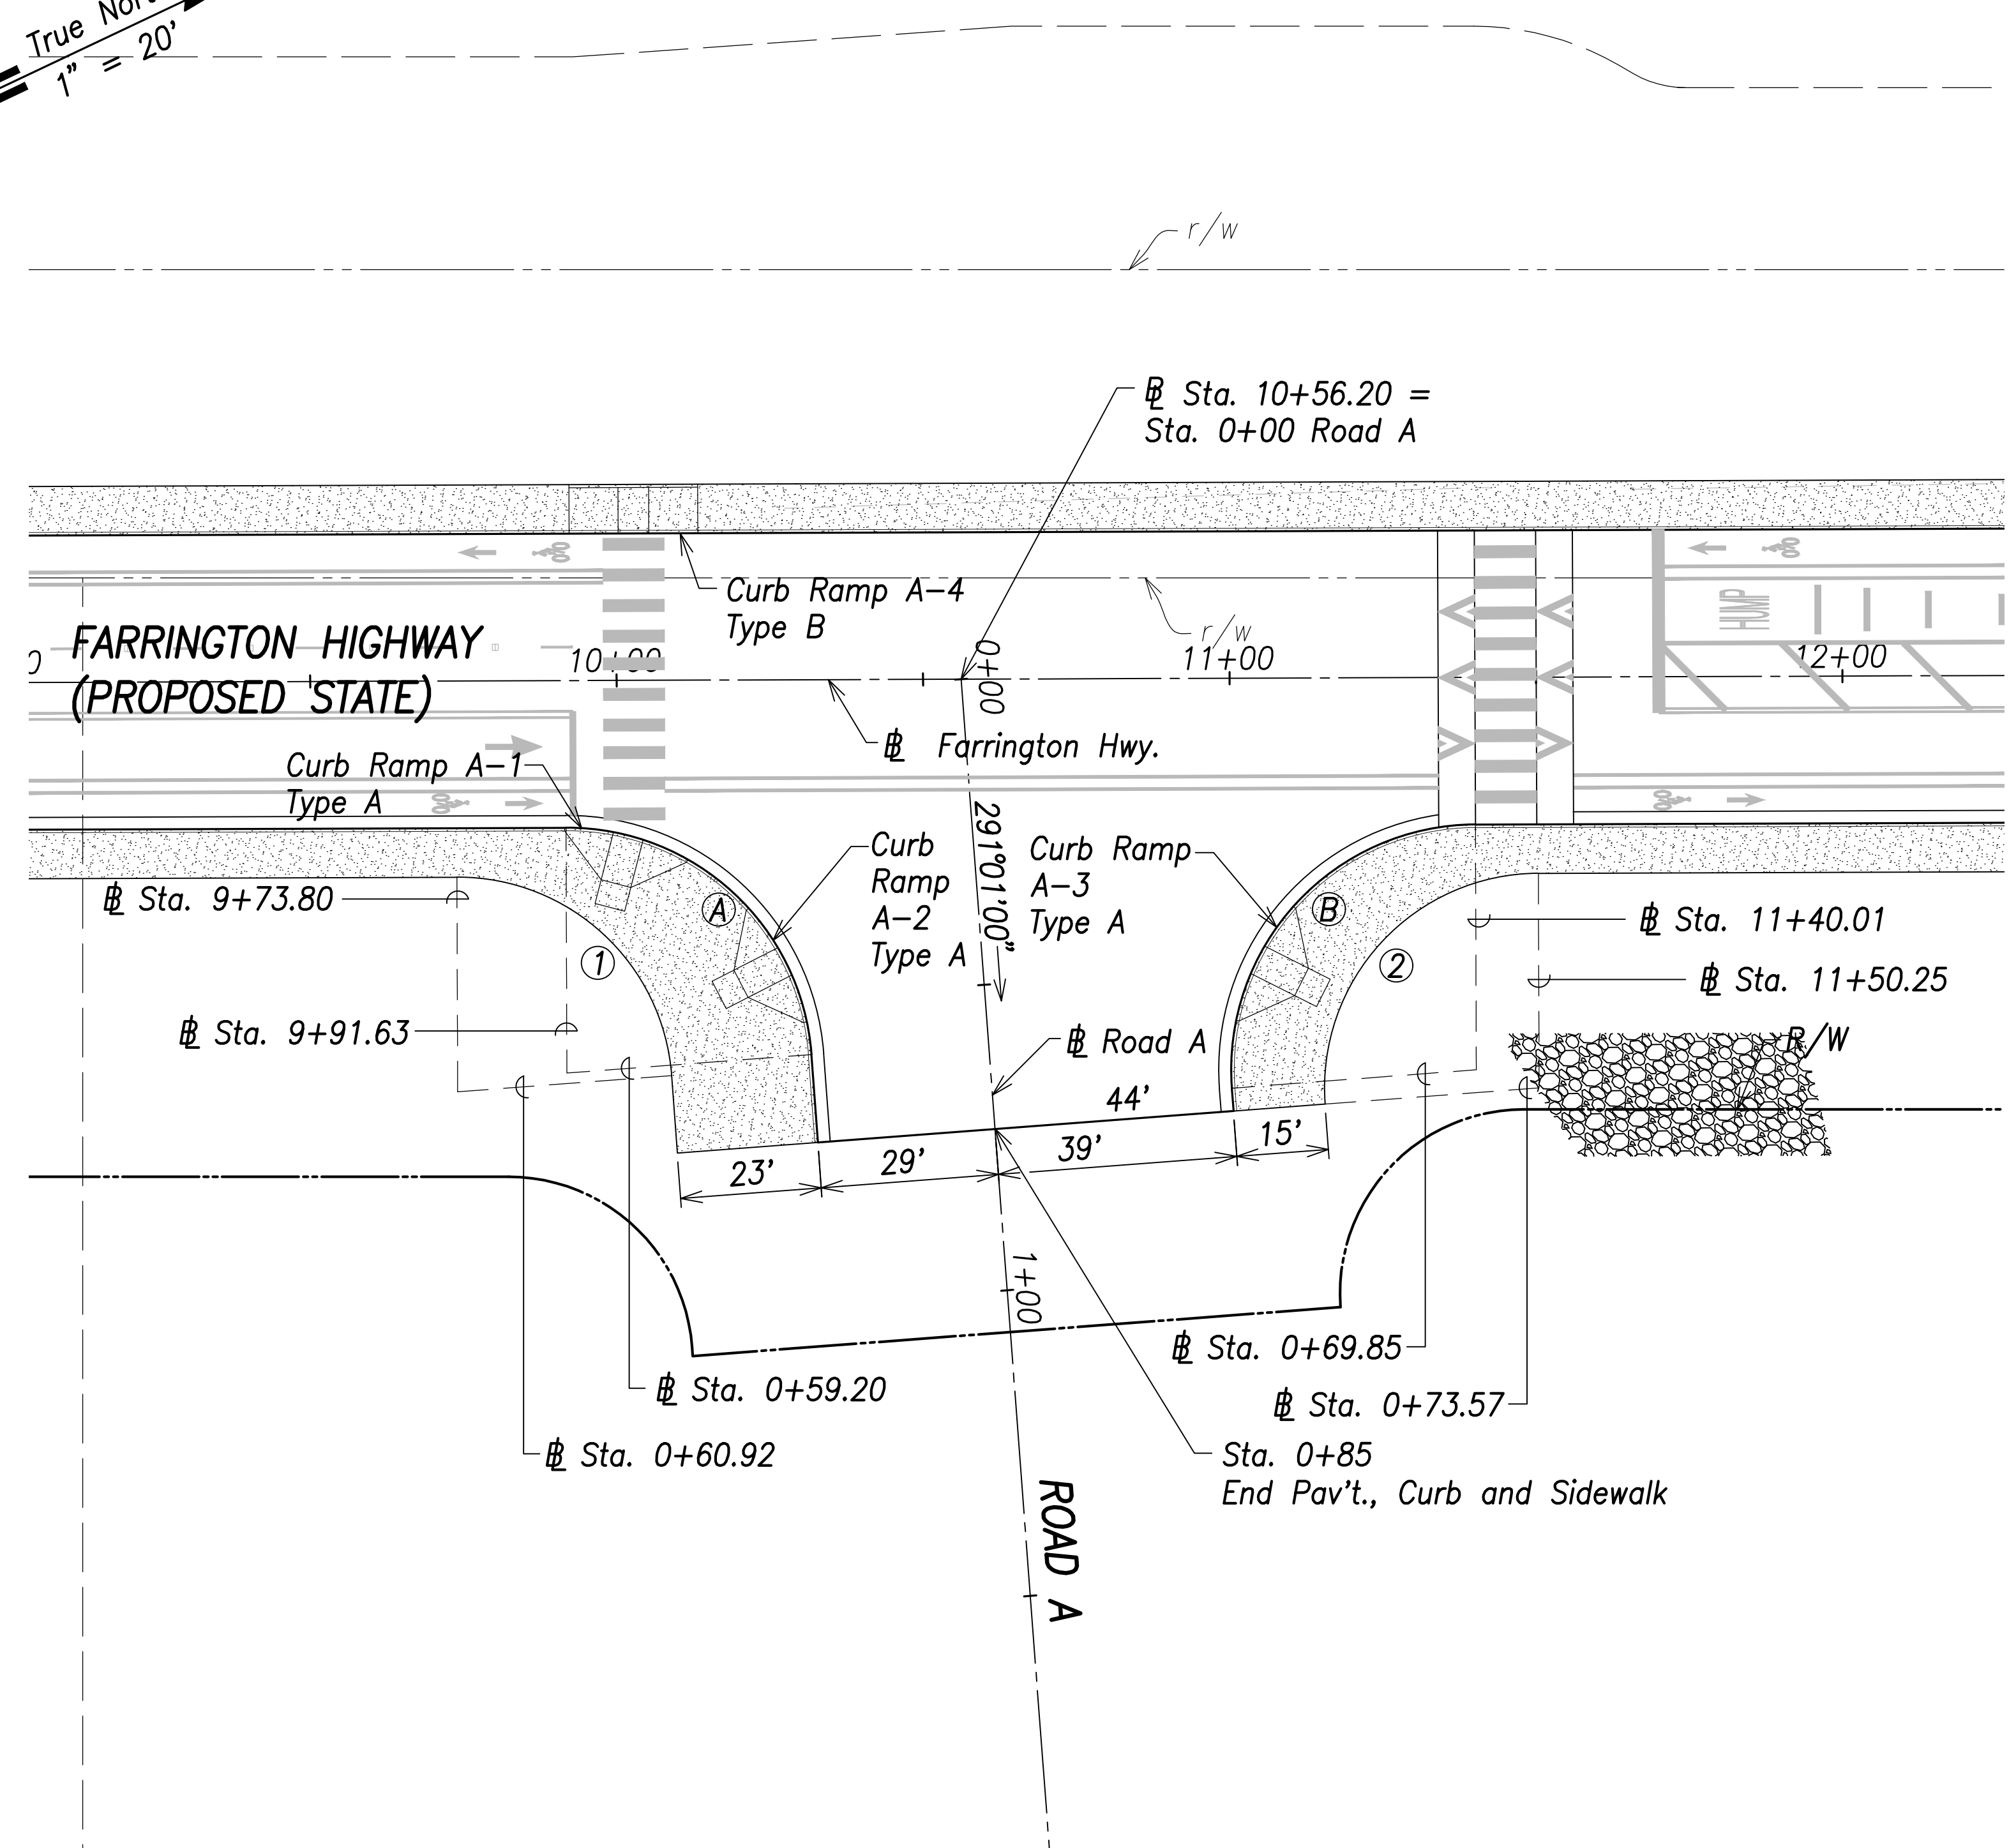 True Nor
1" = 20'
r/w
℄ Sta. 10+56.20 =
Sta. 0+00 Road A
Curb Ramp A-4
Type B
r/w
FARRINGTON HIGHWAY
(PROPOSED STATE)
0
10+00
0+00
11+00
12+00
HUMP
℄ Farrington Hwy.
Curb Ramp A-1
Type A
291°01'00"
Curb
Ramp
A-2
Type A
Curb Ramp
A-3
Type A
A
B
℄ Sta. 9+73.80
℄ Sta. 11+40.01
1
2
℄ Sta. 11+50.25
℄ Sta. 9+91.63
℄ Road A
R/W
44'
23'
29'
39'
15'
1+00
℄ Sta. 0+69.85
℄ Sta. 0+59.20
℄ Sta. 0+73.57
℄ Sta. 0+60.92
Sta. 0+85
End Pav't., Curb and Sidewalk
ROAD A